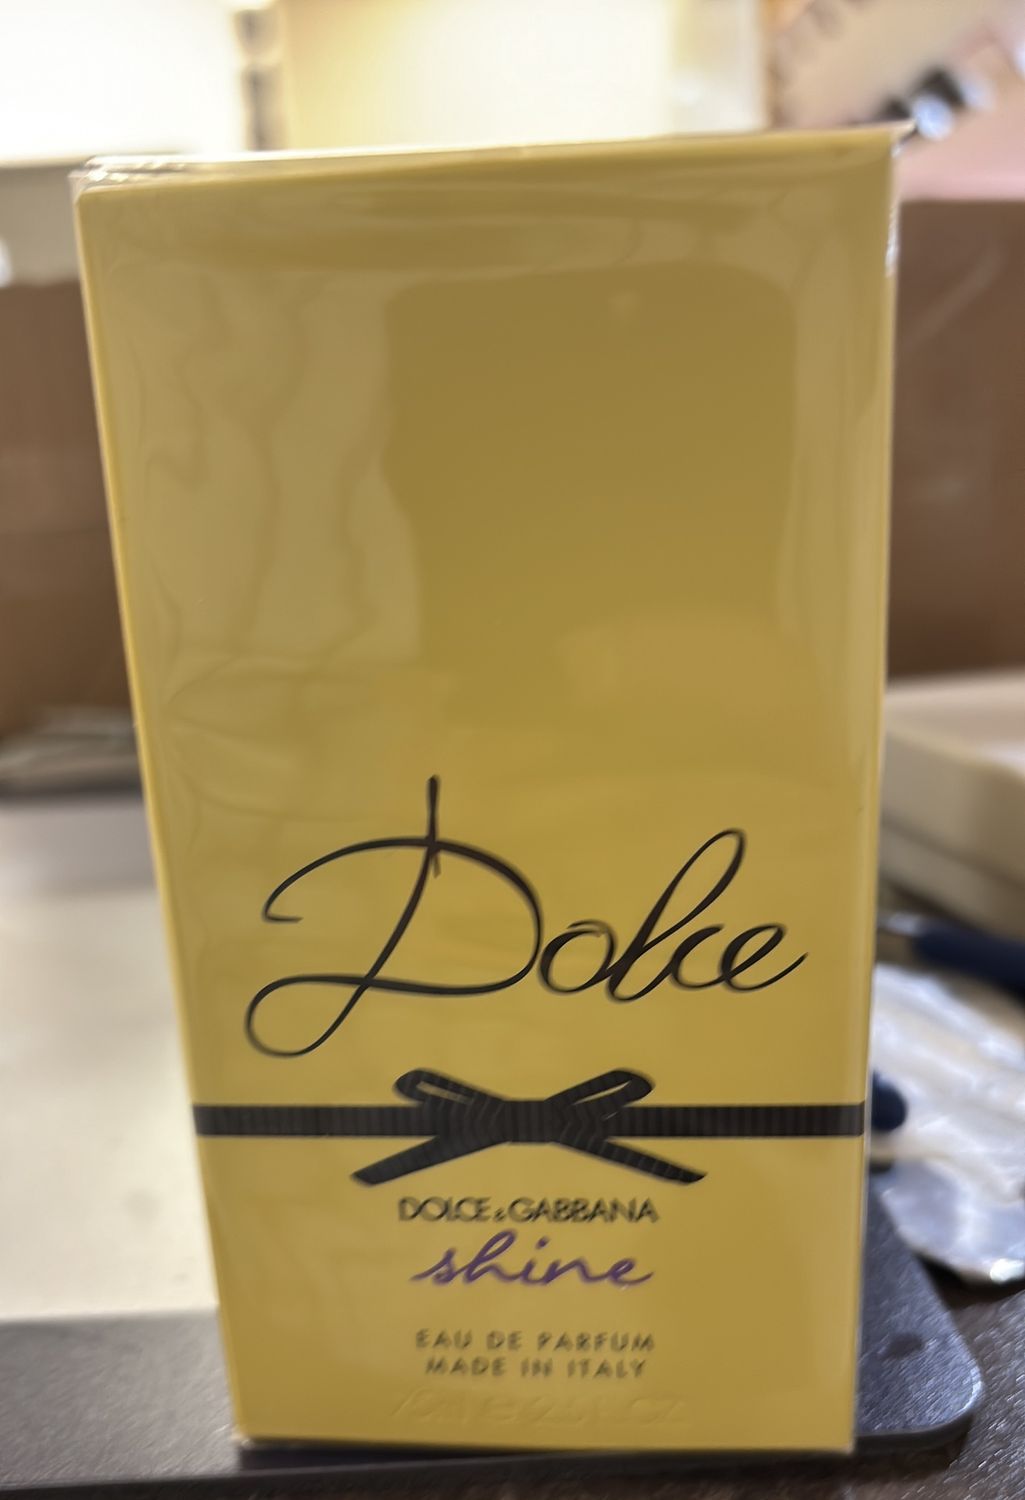 Dolce
DOLCE&GABBANA
shine
EAU DE PARFUM
MADE IN ITALY